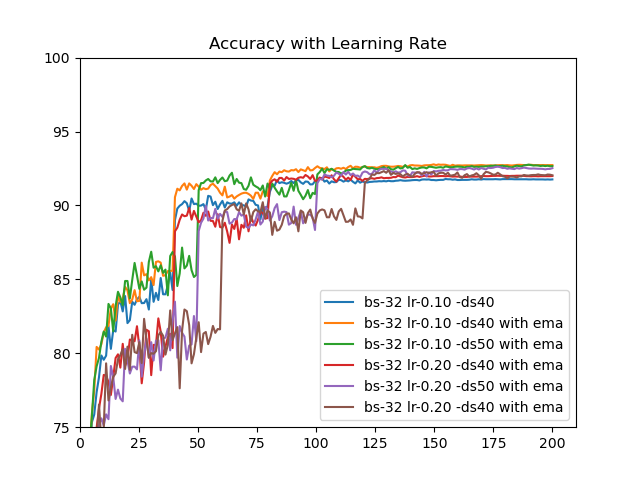 Accuracy with Learning Rate
100
95
90
85
80
75
bs-32 lr-0.10 -ds40
bs-32 lr-0.10 -ds40 with ema
bs-32 lr-0.10 -ds50 with ema
bs-32 lr-0.20 -ds40 with ema
bs-32 lr-0.20 -ds50 with ema
bs-32 lr-0.20 -ds40 with ema
0 25 50 75 100 125 150 175 200